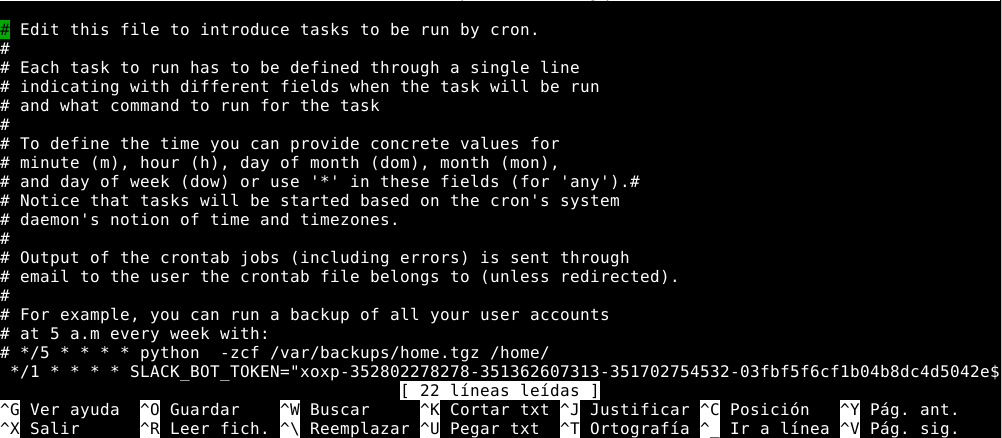 # Edit this file to introduce tasks to be run by cron.
#
# Each task to run has to be defined through a single line
# indicating with different fields when the task will be run
# and what command to run for the task
#
# To define the time you can provide concrete values for
# minute (m), hour (h), day of month (dom), month (mon),
# and day of week (dow) or use '*' in these fields (for 'any').#
# Notice that tasks will be started based on the cron's system
# daemon's notion of time and timezones.
#
# Output of the crontab jobs (including errors) is sent through
# email to the user the crontab file belongs to (unless redirected).
#
# For example, you can run a backup of all your user accounts
# at 5 a.m every week with:
# */5 * * * * python  -zcf /var/backups/home.tgz /home/
 */1 * * * * SLACK_BOT_TOKEN="xoxp-352802278278-351362607313-351702754532-03fbf5f6cf1b04b8dc4d5042e$
[ 22 líneas leídas ]
^G Ver ayuda  ^O Guardar  ^W Buscar  ^K Cortar txt  ^J Justificar  ^C Posición  ^Y Pág. ant.
^X Salir  ^R Leer fich.  ^\ Reemplazar  ^U Pegar txt  ^T Ortografía  ^_ Ir a línea  ^V Pág. sig.